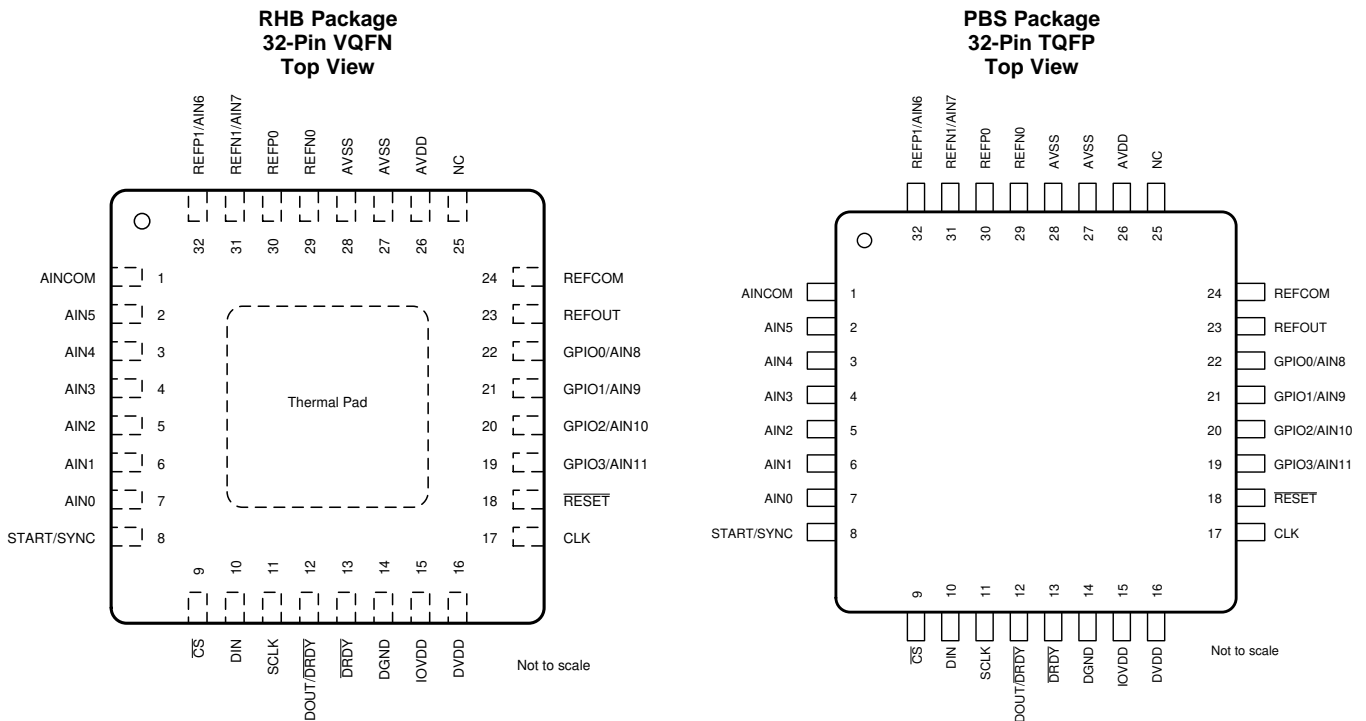 RHB Package
32-Pin VQFN
Top View
REFP1/AIN6
REFN1/AIN7
REFP0
REFN0
AVSS
AVSS
AVDD
NC
32
31
30
29
28
27
26
25
AINCOM 1
AIN5 2
AIN4 3
AIN3 4
AIN2 5
AIN1 6
AIN0 7
START/SYNC 8
Thermal Pad
24 REFCOM
23 REFOUT
22 GPIO0/AIN8
21 GPIO1/AIN9
20 GPIO2/AIN10
19 GPIO3/AIN11
18 RESET
17 CLK
9
10
11
12
13
14
15
16
CS
DIN
SCLK
DOUT/DRDY
DRDY
DGND
IOVDD
DVDD
Not to scale
PBS Package
32-Pin TQFP
Top View
REFP1/AIN6
REFN1/AIN7
REFP0
REFN0
AVSS
AVSS
AVDD
NC
32
31
30
29
28
27
26
25
AINCOM 1
AIN5 2
AIN4 3
AIN3 4
AIN2 5
AIN1 6
AIN0 7
START/SYNC 8
24 REFCOM
23 REFOUT
22 GPIO0/AIN8
21 GPIO1/AIN9
20 GPIO2/AIN10
19 GPIO3/AIN11
18 RESET
17 CLK
9
10
11
12
13
14
15
16
CS
DIN
SCLK
DOUT/DRDY
DRDY
DGND
IOVDD
DVDD
Not to scale